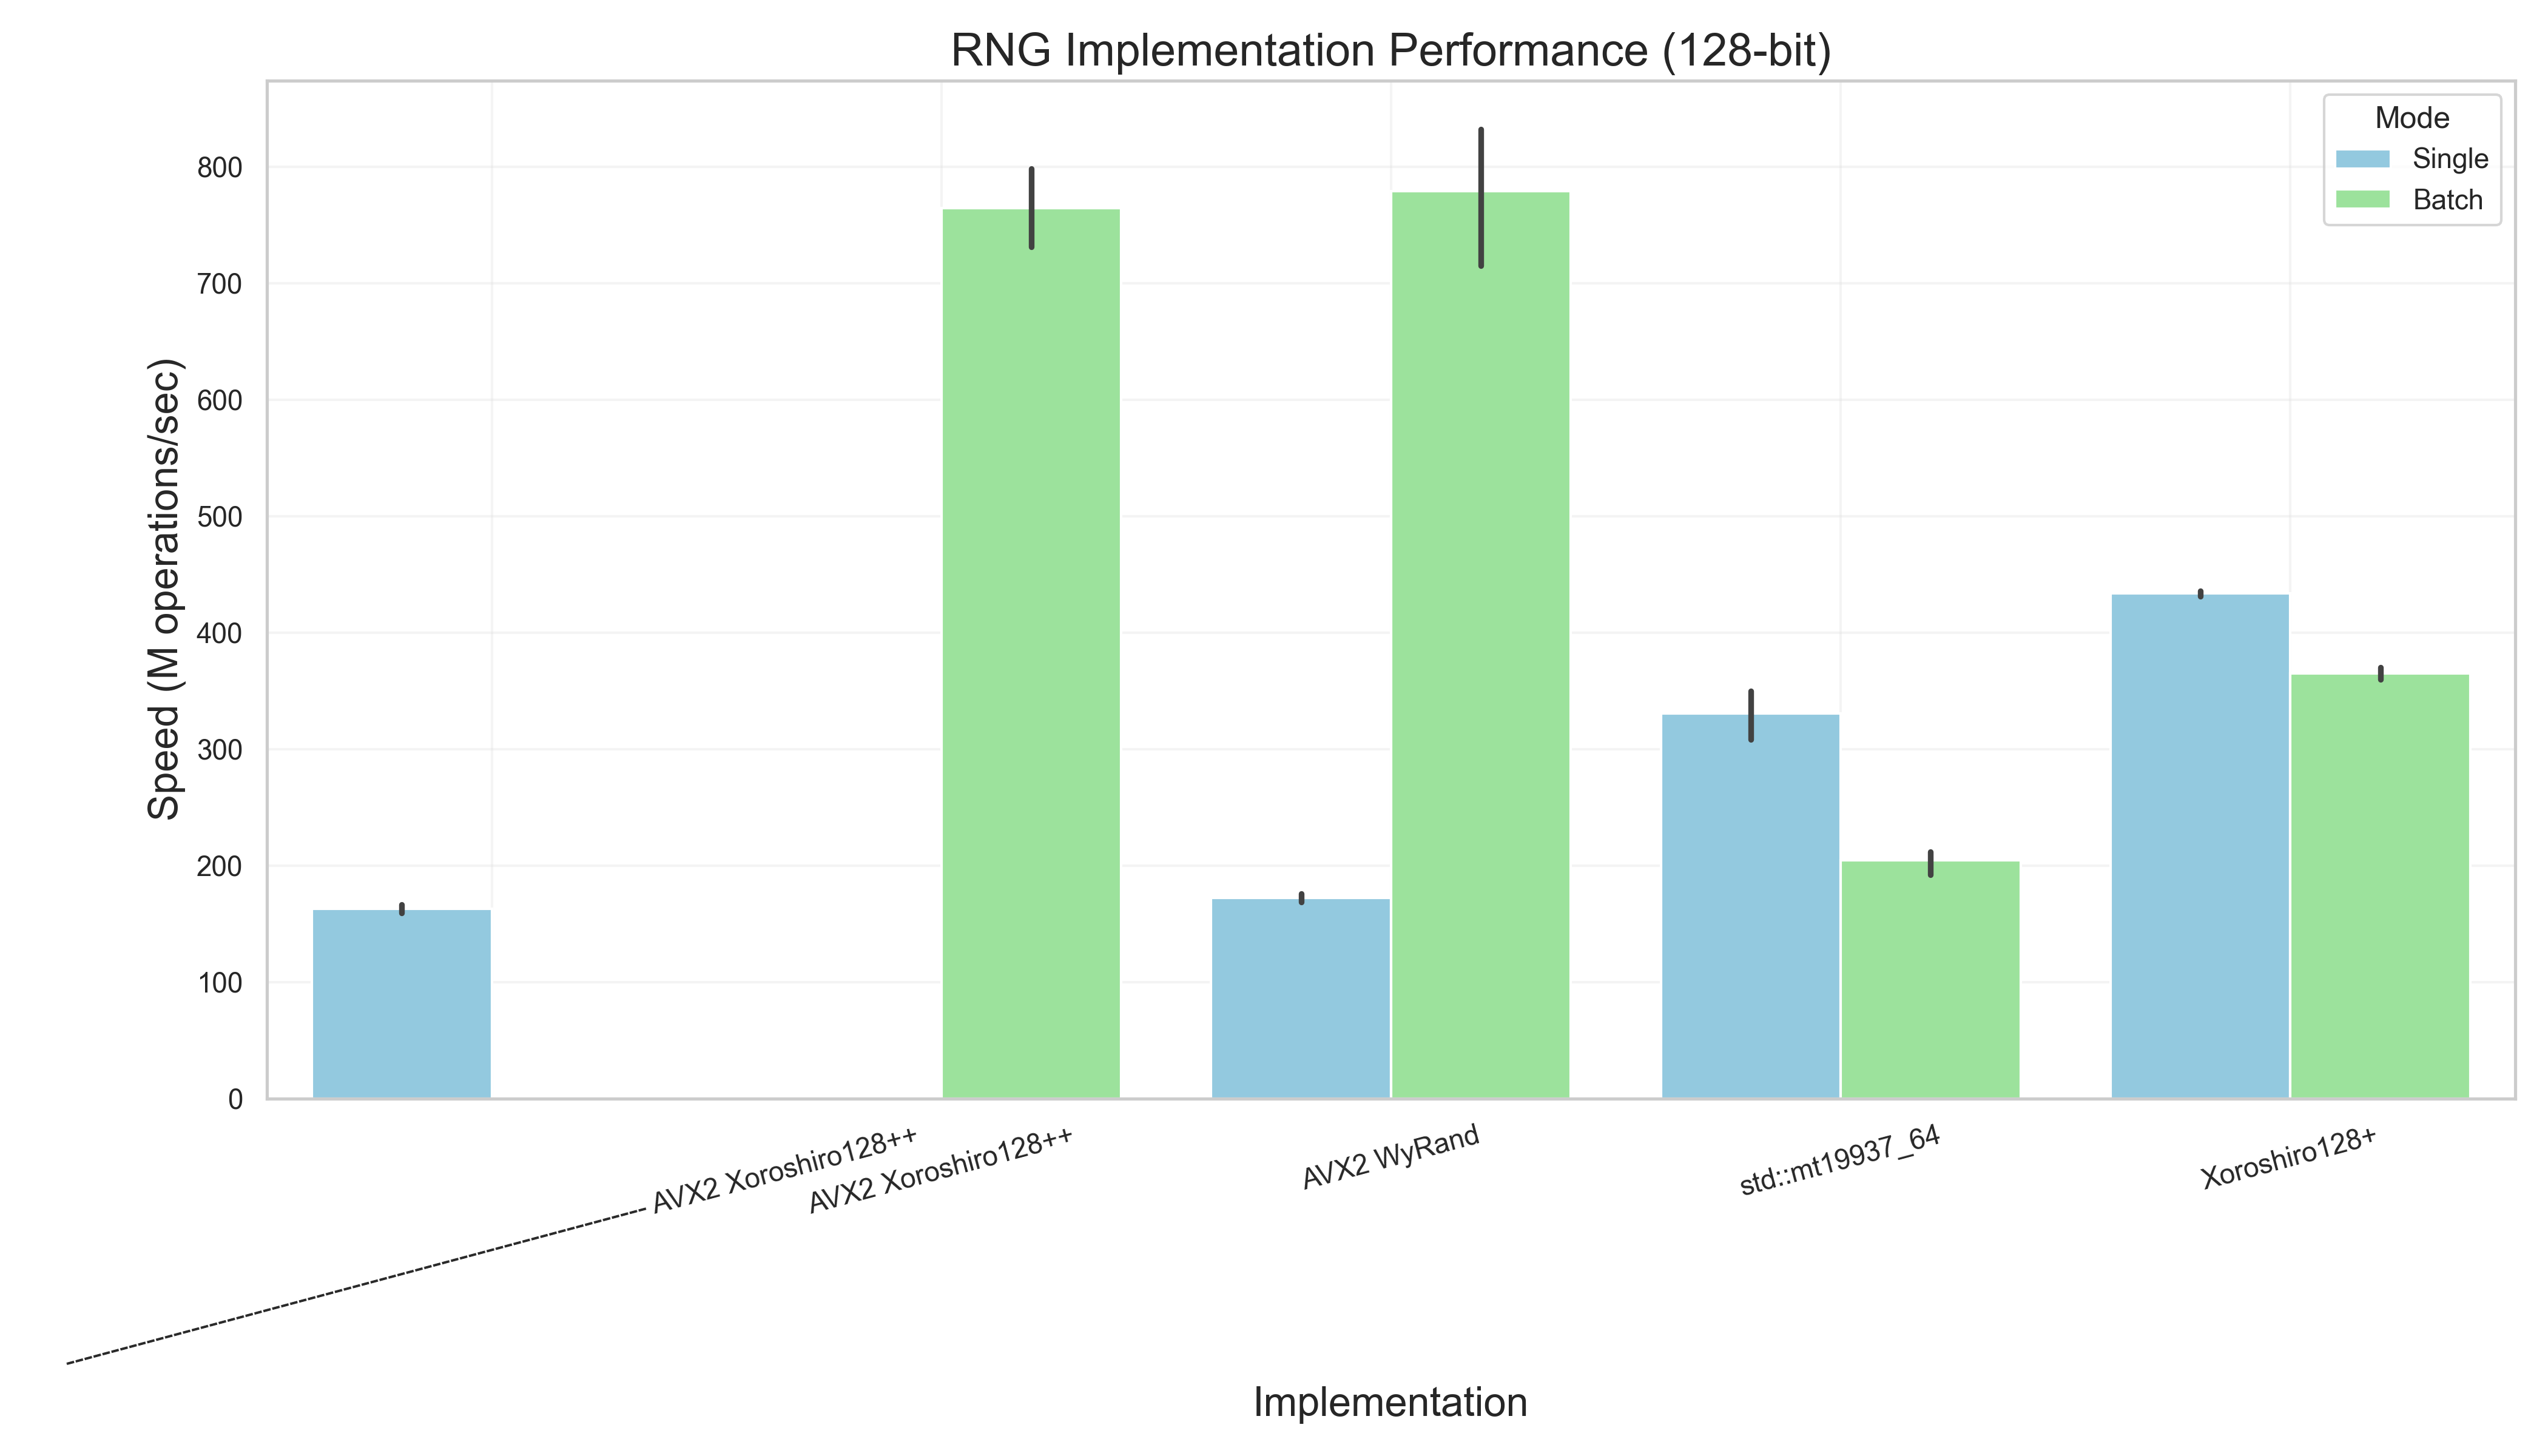 RNG Implementation Performance (128-bit)
Mode
Single
Batch
Speed (M operations/sec)
800
700
600
500
400
300
200
100
0
-------------------------------------------------------------------------------- AVX2 Xoroshiro128++
AVX2 Xoroshiro128++
AVX2 WyRand
std::mt19937_64
Xoroshiro128+
Implementation